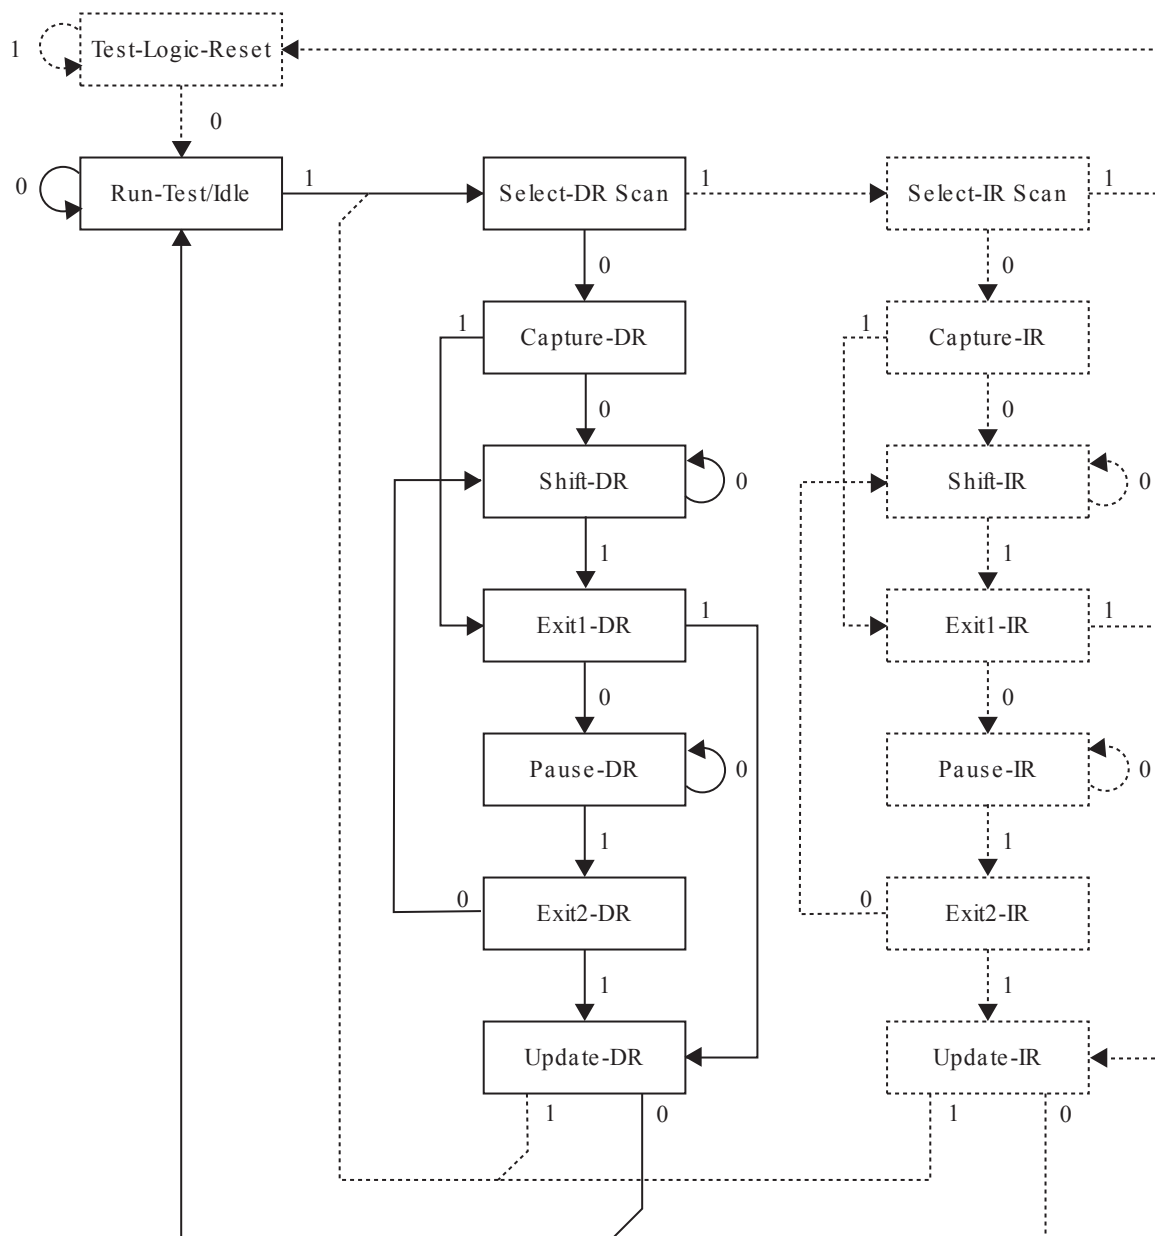 1 Test-Logic-Reset
0
0 Run-Test/Idle 1 Select-DR Scan 1 Select-IR Scan 1
0 0
1 Capture-DR 1 Capture-IR
0 0
Shift-DR 0 Shift-IR 0
1 1
Exit1-DR 1 Exit1-IR 1
0 0
Pause-DR 0 Pause-IR 0
1 1
0 Exit2-DR 0 Exit2-IR
1 1
Update-DR Update-IR
1 0 1 0